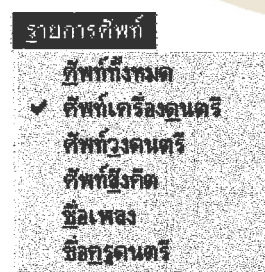 รายการศัพท์
ศัพท์ทั้งหมด
✔ ศัพท์เครื่องดนตรี
ศัพท์วงดนตรี
ศัพท์สังคีต
ชื่อเพลง
ชื่อครูดนตรี